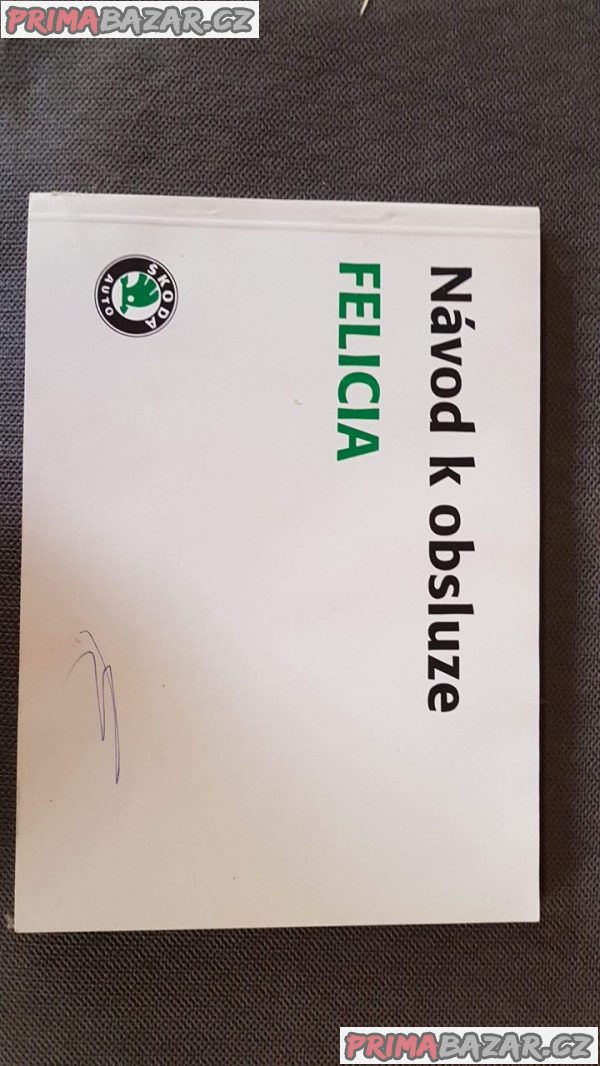 PRIMABAZAR.CZ
Návod k obsluze
FELICIA
ŠKODA
AUTO
PRIMABAZAR.CZ